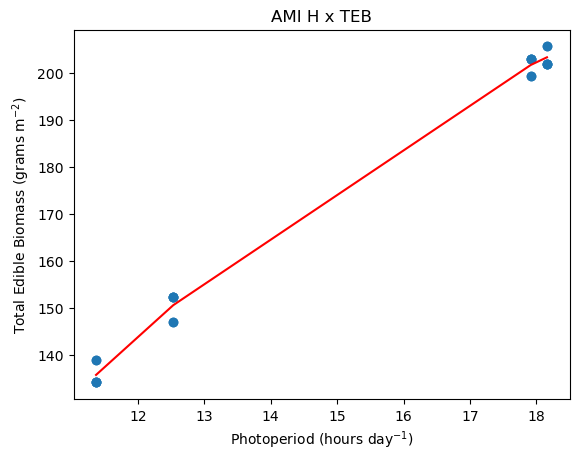 AMI H x TEB
Total Edible Biomass (grams m⁻²)
200
190
180
170
160
150
140
12 13 14 15 16 17 18
Photoperiod (hours day⁻¹)